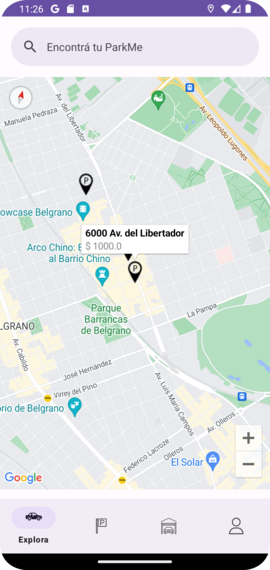 11:26
Encontrá tu ParkMe
Manuela Pedraza
Av. del Libertador
Av. Leopoldo Lugones
P
owcase Belgrano
6000 Av. del Libertador
$ 1000.0
Arco Chino: E
al Barrio Chino
P
Parque
Barrancas
de Belgrano
La Pampa
LGRANO
Av. Cabildo
José Hernández
Virrey del Pino
Av. Luis María Campos
orio de Belgrano
Av. Olleros
Olleros
Federico Lacroze
El Solar
Google
+
−
P
Explora